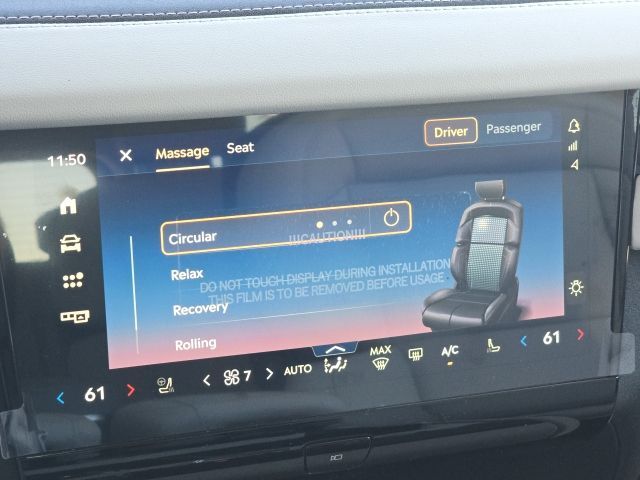 11:50
Massage Seat
Driver Passenger
Circular
!!!CAUTION!!!
Relax
DO NOT TOUCH DISPLAY DURING INSTALLATION
THIS FILM IS TO BE REMOVED BEFORE USAGE
Recovery
Rolling
61 7 AUTO MAX A/C 61